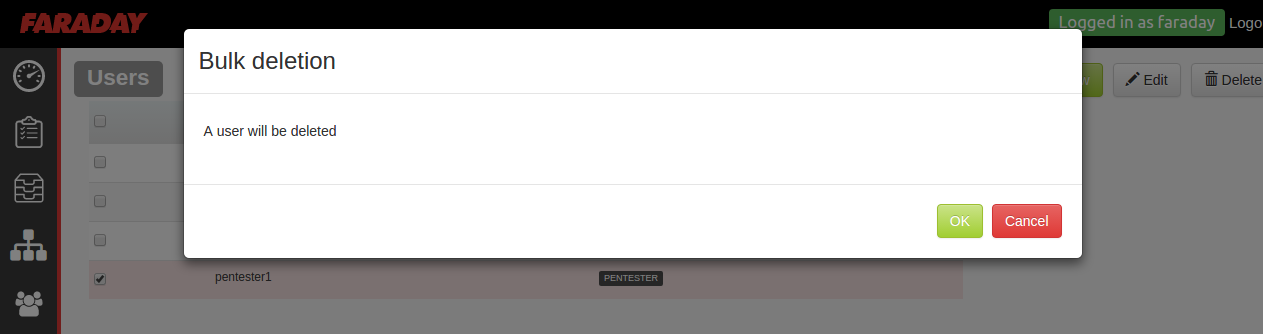 FARADAY
Logged in as faraday Logo
Bulk deletion
Users
Edit Delete
A user will be deleted
OK Cancel
pentester1 PENTESTER